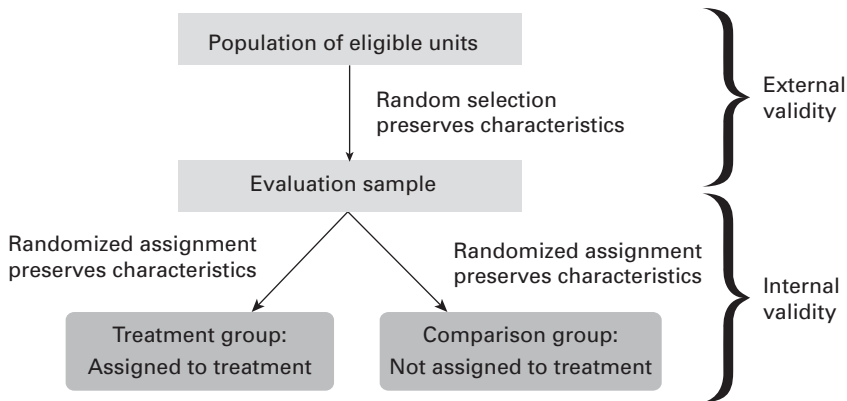 Population of eligible units
Random selection
preserves characteristics
External
validity
Evaluation sample
Randomized assignment
preserves characteristics
Randomized assignment
preserves characteristics
Internal
validity
Treatment group:
Assigned to treatment
Comparison group:
Not assigned to treatment